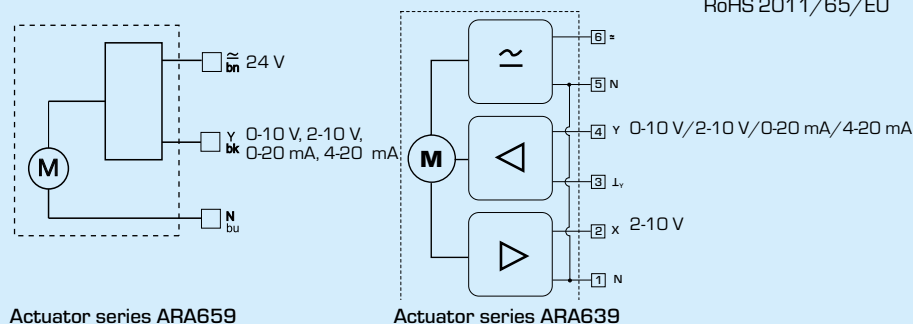 RoHS 2011/65/EU
24 V
bn
Y 0-10 V, 2-10 V,
bk 0-20 mA, 4-20 mA
M
N
bu
Actuator series ARA659
6
5 N
4 Y 0-10 V/2-10 V/0-20 mA/4-20 mA
M
3 ⊥Y
2 X 2-10 V
1 N
Actuator series ARA639